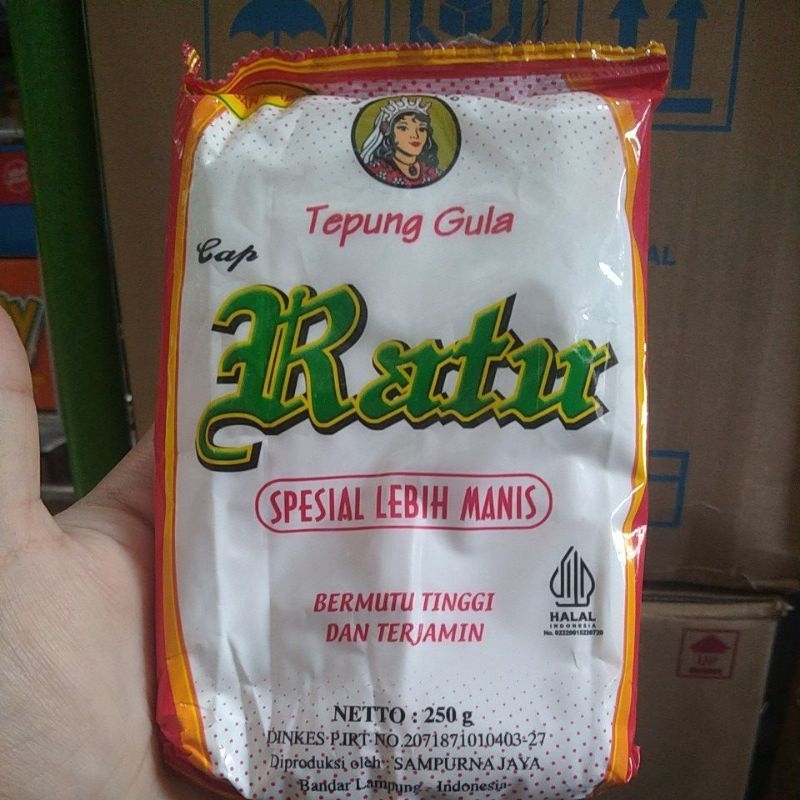 Tepung Gula
Cap
Ratu
SPESIAL LEBIH MANIS
BERMUTU TINGGI
DAN TERJAMIN
HALAL
INDONESIA
NETTO : 250 g
DINKES P.IRT NO.2071871010403-27
Diproduksi oleh : SAMPURNA JAYA
Bandar Lampung - Indonesia
UP